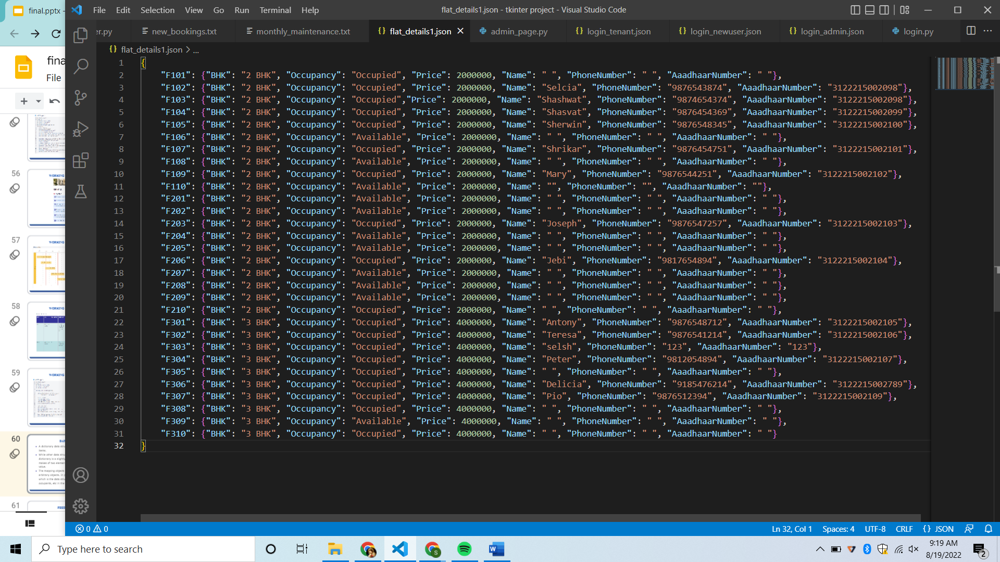 final.pptx -
File Edit Selection View Go Run Terminal Help
flat_details1.json - tkinter project - Visual Studio Code
er.py
new_bookings.txt
monthly_maintenance.txt
flat_details1.json
admin_page.py
login_tenant.json
login_newuser.json
login_admin.json
login.py
flat_details1.json > ...
fina
File
56
57
58
59
60
61
WORKING
WORKING
WORKING
WORKING
1 {
2 "F101": {"BHK": "2 BHK", "Occupancy": "Occupied", "Price": 2000000, "Name": " ", "PhoneNumber": " ", "AaadhaarNumber": " "},
3 "F102": {"BHK": "2 BHK", "Occupancy": "Occupied", "Price": 2000000, "Name": "Selcia", "PhoneNumber": "9876543874", "AaadhaarNumber": "3122215002098"},
4 "F103": {"BHK": "2 BHK", "Occupancy": "Occupied","Price": 2000000, "Name": "Shashwat", "PhoneNumber": "9874654374", "AaadhaarNumber": "3122215002098"},
5 "F104": {"BHK": "2 BHK", "Occupancy": "Occupied", "Price": 2000000, "Name": "Shasvat", "PhoneNumber": "9876454369", "AaadhaarNumber": "3122215002099"},
6 "F105": {"BHK": "2 BHK", "Occupancy": "Occupied", "Price": 2000000, "Name": "Sherwin", "PhoneNumber": "9876548345", "AaadhaarNumber": "3122215002100"},
7 "F106": {"BHK": "2 BHK", "Occupancy": "Available", "Price": 2000000, "Name": " ", "PhoneNumber": " ", "AaadhaarNumber": " "},
8 "F107": {"BHK": "2 BHK", "Occupancy": "Occupied", "Price": 2000000, "Name": "Shrikar", "PhoneNumber": "9876454751", "AaadhaarNumber": "3122215002101"},
9 "F108": {"BHK": "2 BHK", "Occupancy": "Available", "Price": 2000000, "Name": " ", "PhoneNumber": " ", "AaadhaarNumber": " "},
10 "F109": {"BHK": "2 BHK", "Occupancy": "Occupied", "Price": 2000000, "Name": "Mary", "PhoneNumber": "9876544251", "AaadhaarNumber": "3122215002102"},
11 "F110": {"BHK": "2 BHK", "Occupancy": "Available", "Price": 2000000, "Name": "", "PhoneNumber": "", "AaadhaarNumber": ""},
12 "F201": {"BHK": "2 BHK", "Occupancy": "Available", "Price": 2000000, "Name": " ", "PhoneNumber": " ", "AaadhaarNumber": " "},
13 "F202": {"BHK": "2 BHK", "Occupancy": "Available", "Price": 2000000, "Name": " ", "PhoneNumber": " ", "AaadhaarNumber": " "},
14 "F203": {"BHK": "2 BHK", "Occupancy": "Occupied", "Price": 2000000, "Name": "Joseph", "PhoneNumber": "9876547257", "AaadhaarNumber": "3122215002103"},
15 "F204": {"BHK": "2 BHK", "Occupancy": "Available", "Price": 2000000, "Name": " ", "PhoneNumber": " ", "AaadhaarNumber": " "},
16 "F205": {"BHK": "2 BHK", "Occupancy": "Available", "Price": 2000000, "Name": " ", "PhoneNumber": " ", "AaadhaarNumber": " "},
17 "F206": {"BHK": "2 BHK", "Occupancy": "Occupied", "Price": 2000000, "Name": "Jebi", "PhoneNumber": "9817654894", "AaadhaarNumber": "3122215002104"},
18 "F207": {"BHK": "2 BHK", "Occupancy": "Available", "Price": 2000000, "Name": " ", "PhoneNumber": " ", "AaadhaarNumber": " "},
19 "F208": {"BHK": "2 BHK", "Occupancy": "Available", "Price": 2000000, "Name": " ", "PhoneNumber": " ", "AaadhaarNumber": " "},
20 "F209": {"BHK": "2 BHK", "Occupancy": "Available", "Price": 2000000, "Name": " ", "PhoneNumber": " ", "AaadhaarNumber": " "},
21 "F210": {"BHK": "2 BHK", "Occupancy": "Occupied", "Price": 2000000, "Name": " ", "PhoneNumber": " ", "AaadhaarNumber": " "},
22 "F301": {"BHK": "3 BHK", "Occupancy": "Occupied", "Price": 4000000, "Name": "Antony", "PhoneNumber": "9876548712", "AaadhaarNumber": "3122215002105"},
23 "F302": {"BHK": "3 BHK", "Occupancy": "Occupied", "Price": 4000000, "Name": "Teresa", "PhoneNumber": "9876541214", "AaadhaarNumber": "3122215002106"},
24 "F303": {"BHK": "3 BHK", "Occupancy": "Occupied", "Price": 4000000, "Name": "selsh", "PhoneNumber": "123", "AaadhaarNumber": "123"},
25 "F304": {"BHK": "3 BHK", "Occupancy": "Occupied", "Price": 4000000, "Name": "Peter", "PhoneNumber": "9812054894", "AaadhaarNumber": "3122215002107"},
26 "F305": {"BHK": "3 BHK", "Occupancy": "Occupied", "Price": 4000000, "Name": " ", "PhoneNumber": " ", "AaadhaarNumber": " "},
27 "F306": {"BHK": "3 BHK", "Occupancy": "Occupied", "Price": 4000000, "Name": "Delicia", "PhoneNumber": "9185476214", "AaadhaarNumber": "3122215002789"},
28 "F307": {"BHK": "3 BHK", "Occupancy": "Occupied", "Price": 4000000, "Name": "Pio", "PhoneNumber": "9876512394", "AaadhaarNumber": "3122215002109"},
29 "F308": {"BHK": "3 BHK", "Occupancy": "Occupied", "Price": 4000000, "Name": " ", "PhoneNumber": " ", "AaadhaarNumber": " "},
30 "F309": {"BHK": "3 BHK", "Occupancy": "Available", "Price": 4000000, "Name": " ", "PhoneNumber": " ", "AaadhaarNumber": " "},
31 "F310": {"BHK": "3 BHK", "Occupancy": "Occupied", "Price": 4000000, "Name": " ", "PhoneNumber": " ", "AaadhaarNumber": " "}
32 }
0 0
Ln 32, Col 1 Spaces: 4 UTF-8 CRLF {} JSON
Type here to search
9:19 AM
8/19/2022
2